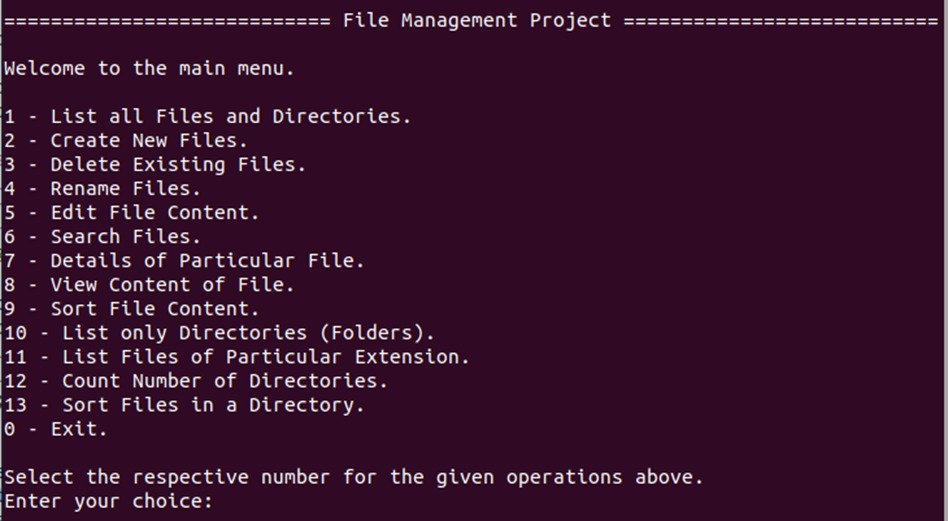 ============================ File Management Project ===========================
Welcome to the main menu.
1 - List all Files and Directories.
2 - Create New Files.
3 - Delete Existing Files.
4 - Rename Files.
5 - Edit File Content.
6 - Search Files.
7 - Details of Particular File.
8 - View Content of File.
9 - Sort File Content.
10 - List only Directories (Folders).
11 - List Files of Particular Extension.
12 - Count Number of Directories.
13 - Sort Files in a Directory.
0 - Exit.
Select the respective number for the given operations above.
Enter your choice: